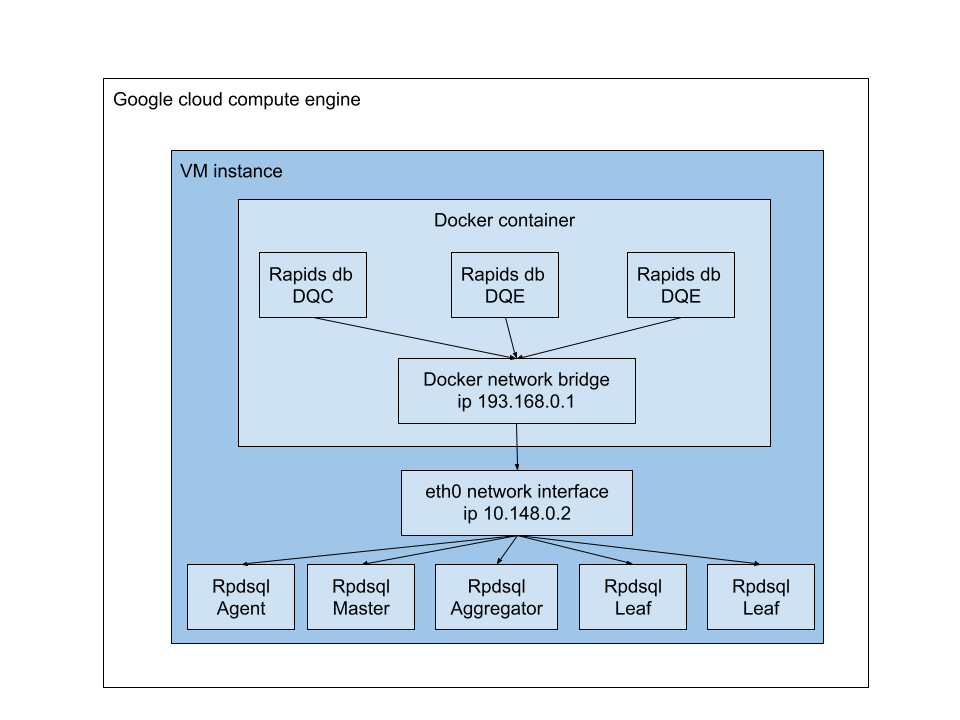 Google cloud compute engine
VM instance
Docker container
Rapids db
DQC
Rapids db
DQE
Rapids db
DQE
Docker network bridge
ip 193.168.0.1
eth0 network interface
ip 10.148.0.2
Rpdsql
Agent
Rpdsql
Master
Rpdsql
Aggregator
Rpdsql
Leaf
Rpdsql
Leaf